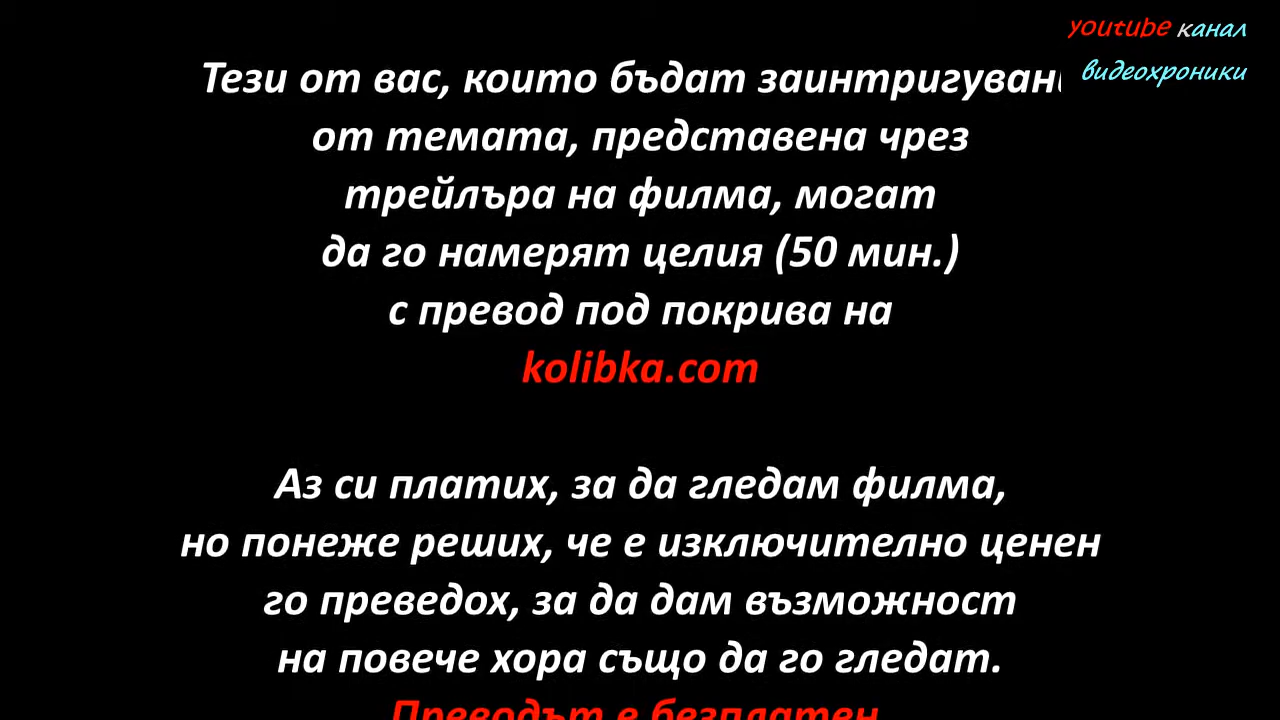 youtube канал
видеохроники
Тези от вас, които бъдат заинтригувани
от темата, представена чрез
трейлъра на филма, могат
да го намерят целия (50 мин.)
с превод под покрива на
kolibka.com
Аз си платих, за да гледам филма,
но понеже реших, че е изключително ценен
го преведох, за да дам възможност
на повече хора също да го гледат.
Преводът е безплатен